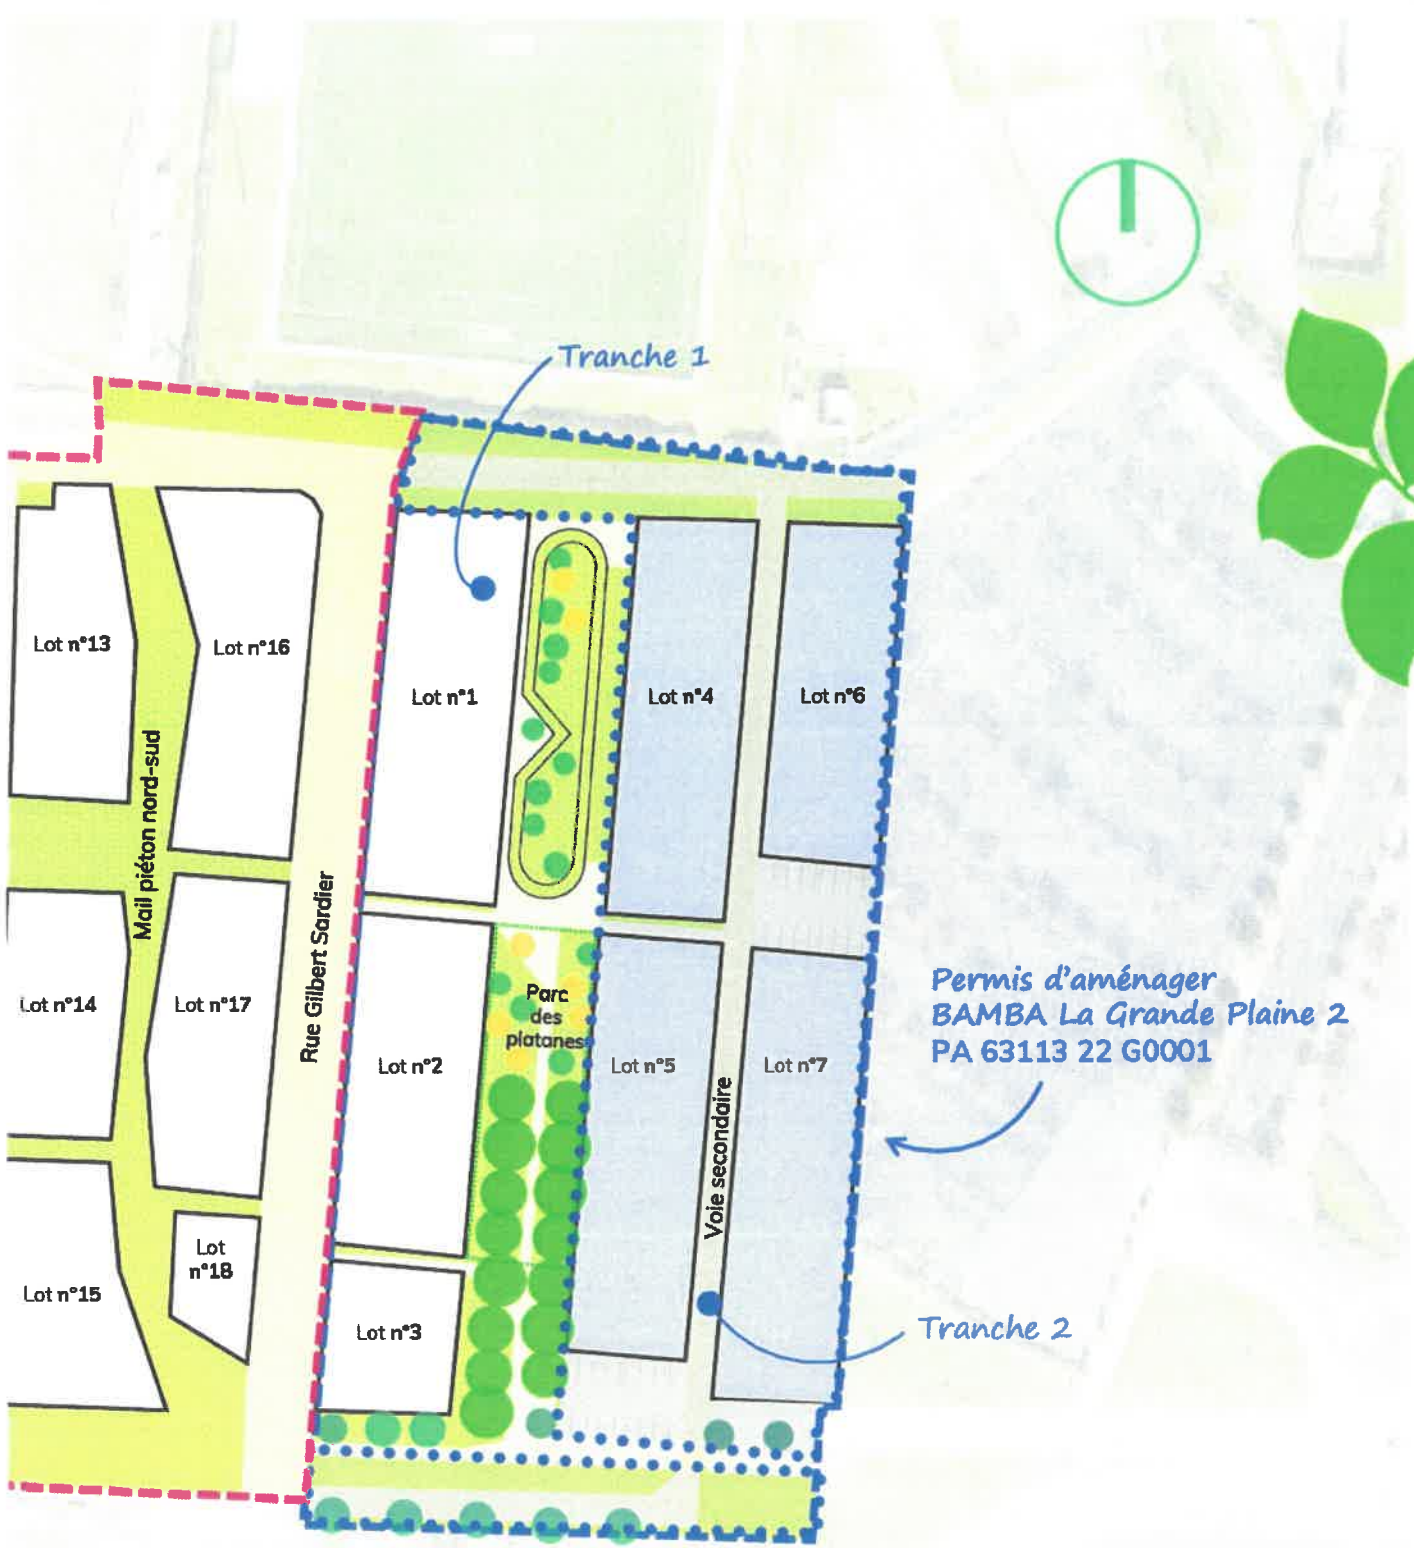 Tranche 1
Lot n°13
Lot n°16
Lot n°1
Lot n°4
Lot n°6
Mail piéton nord-sud
Rue Gilbert Sardier
Lot n°14
Lot n°17
Lot n°2
Parc
des
platanes
Lot n°5
Lot n°7
Permis d'aménager
BAMBA La Grande Plaine 2
PA 63113 22 G0001
Voie secondaire
Lot
n°18
Lot n°15
Lot n°3
Tranche 2